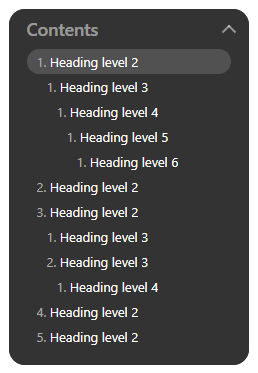 Contents
1. Heading level 2
1. Heading level 3
1. Heading level 4
1. Heading level 5
1. Heading level 6
2. Heading level 2
3. Heading level 2
1. Heading level 3
2. Heading level 3
1. Heading level 4
4. Heading level 2
5. Heading level 2